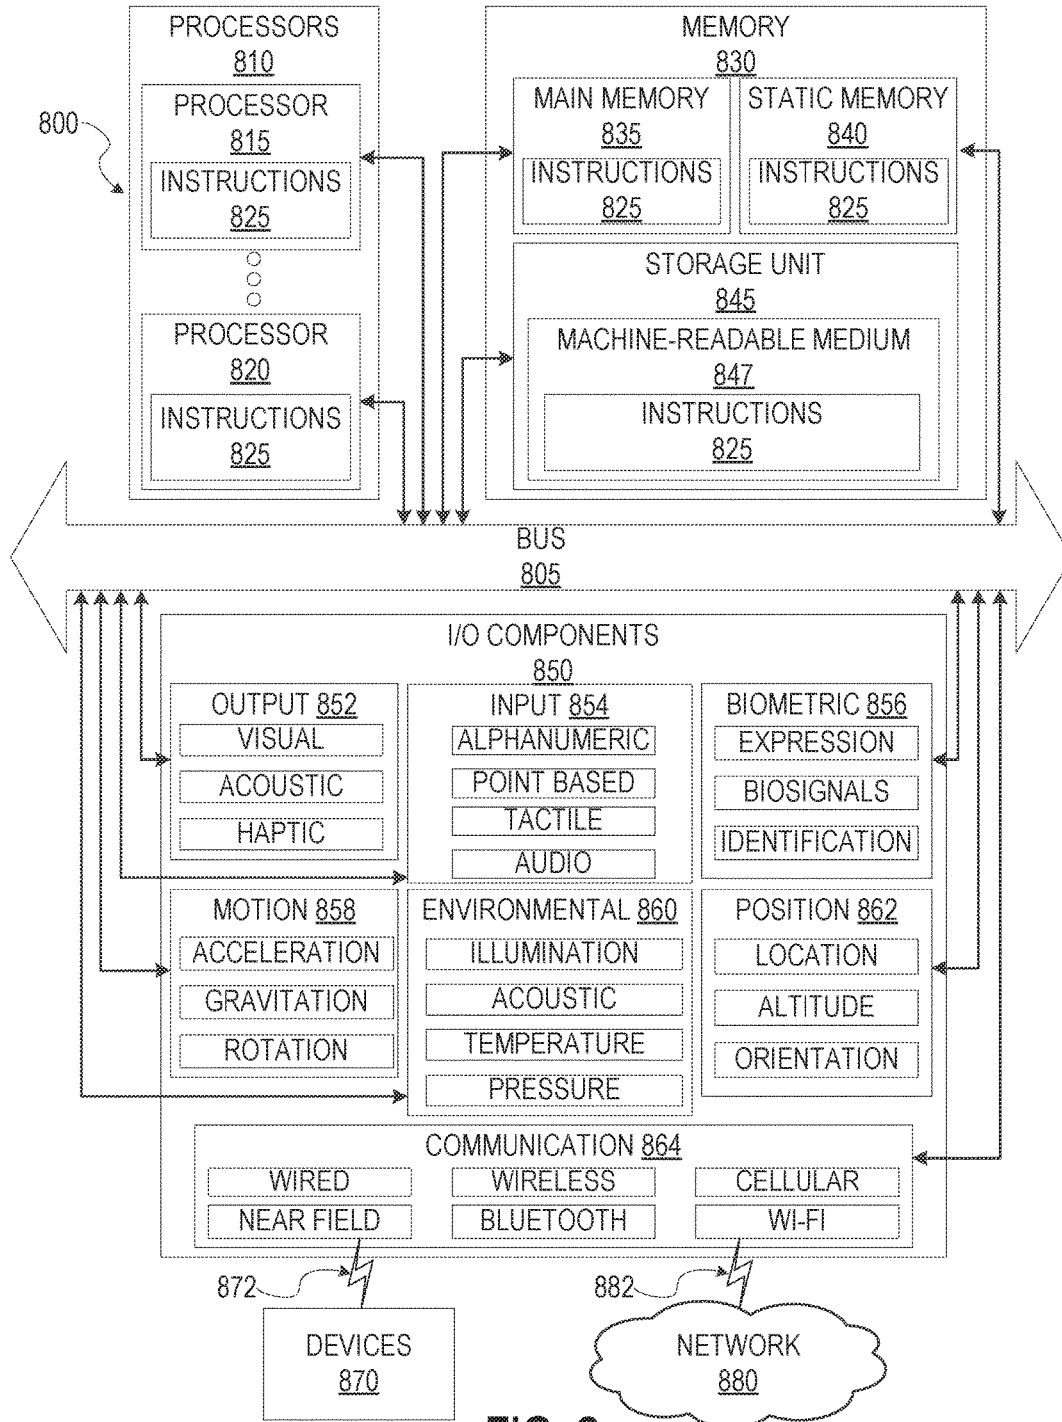 PROCESSORS
810
PROCESSOR
815
INSTRUCTIONS
825
PROCESSOR
820
INSTRUCTIONS
825
800
MEMORY
830
MAIN MEMORY
835
INSTRUCTIONS
825
STATIC MEMORY
840
INSTRUCTIONS
825
STORAGE UNIT
845
MACHINE-READABLE MEDIUM
847
INSTRUCTIONS
825
BUS
805
I/O COMPONENTS
850
OUTPUT 852
VISUAL
ACOUSTIC
HAPTIC
INPUT 854
ALPHANUMERIC
POINT BASED
TACTILE
AUDIO
BIOMETRIC 856
EXPRESSION
BIOSIGNALS
IDENTIFICATION
MOTION 858
ACCELERATION
GRAVITATION
ROTATION
ENVIRONMENTAL 860
ILLUMINATION
ACOUSTIC
TEMPERATURE
PRESSURE
POSITION 862
LOCATION
ALTITUDE
ORIENTATION
COMMUNICATION 864
WIRED
WIRELESS
CELLULAR
NEAR FIELD
BLUETOOTH
WI-FI
872
882
DEVICES
870
NETWORK
880